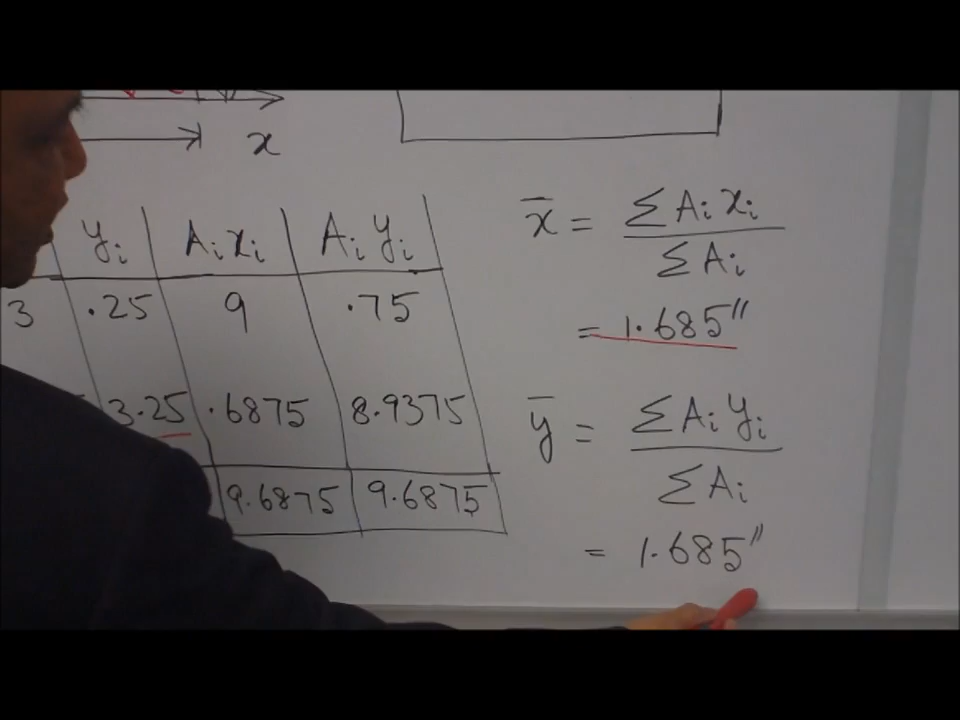 x
yᵢ Aᵢxᵢ Aᵢyᵢ
3 .25 9 .75
3.25 .6875 8.9375
9.6875 9.6875
x̄ = ΣAᵢxᵢ / ΣAᵢ
= 1.685"
ȳ = ΣAᵢyᵢ / ΣAᵢ
= 1.685"